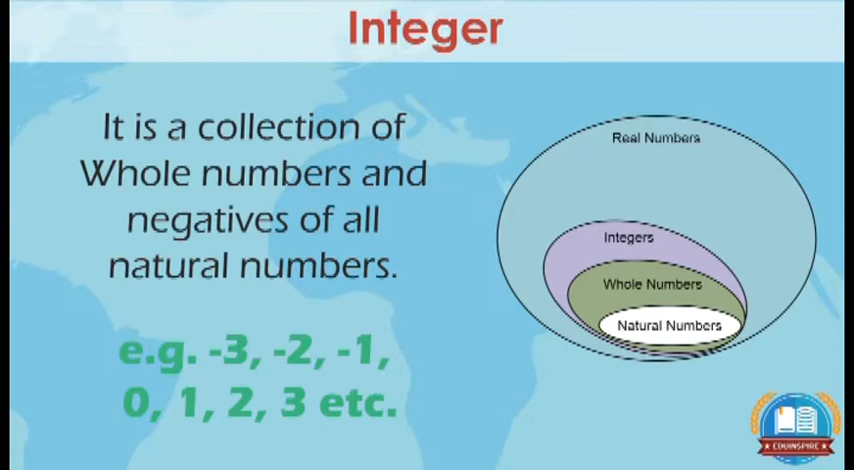 Integer
It is a collection of
Whole numbers and
negatives of all
natural numbers.
e.g. -3, -2, -1,
0, 1, 2, 3 etc.
Real Numbers
Integers
Whole Numbers
Natural Numbers
EDUINSPIRE